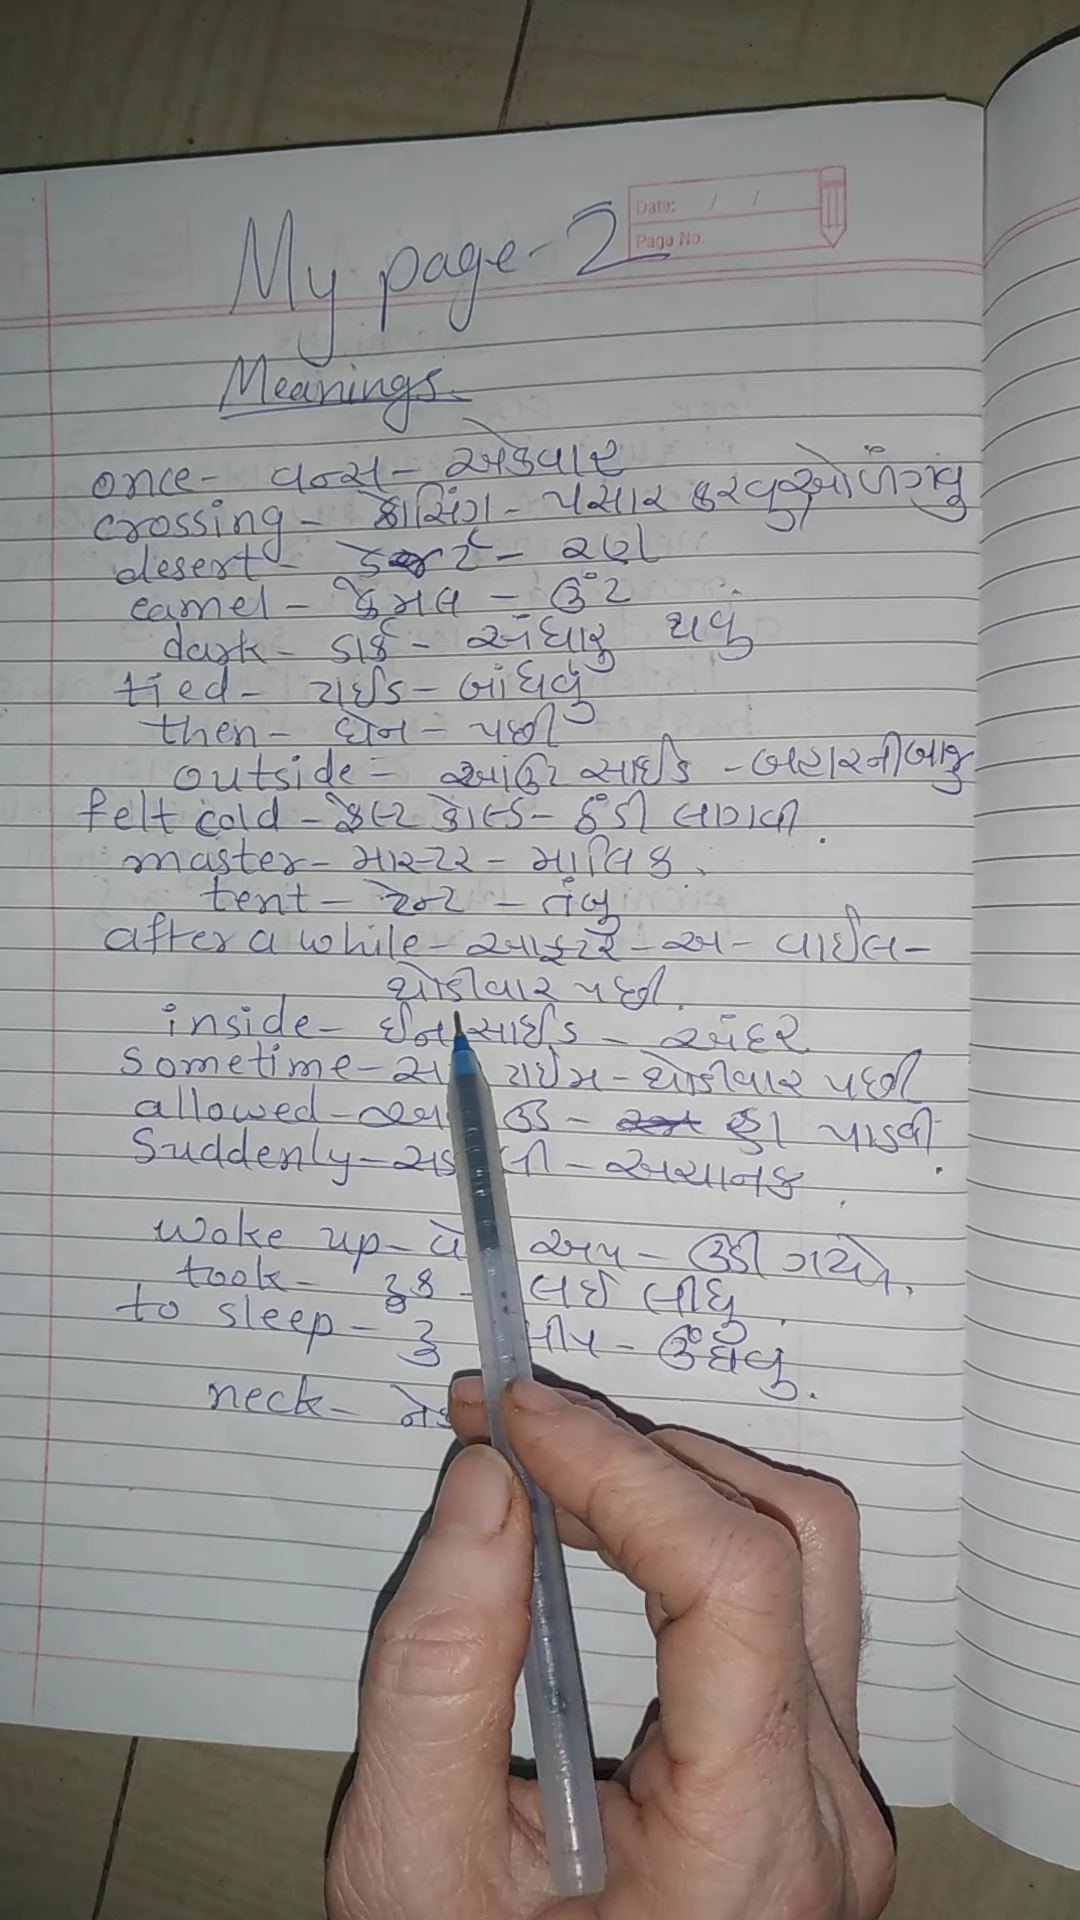 Date: / /
Page No.
My page-2
Meanings.
once- વન્સ- એકવાર
crossing- ક્રોસિંગ- પસાર કરવુ, ઓળંગવુ
desert- ડેઝર્ટ- રણ
camel- કેમલ - ઉંટ
dark- ડાર્ક- અંધારુ થવું
tied- ટાઈડ- બાંધવું
then- ધેન- પછી
outside- આઉટ સાઈડ - બહારની બાજુ
felt cold- ફેલ્ટ કોલ્ડ- ઠંડી લાગવી.
master- માસ્ટર- માલિક.
tent- ટેન્ટ - તંબુ
after a while- આફ્ટર- અ- વાઈલ-
થોડીવાર પછી.
inside- ઈનસાઈડ - અંદર
sometime- ટાઈમ- થોડીવાર પછી
allowed- હા પાડવી.
Suddenly- અચાનક.
woke up- અપ- ઉઠી ગયો.
took- ટુક - લઈ લીધુ.
to sleep- ટુ - ઉંઘવુ.
neck-